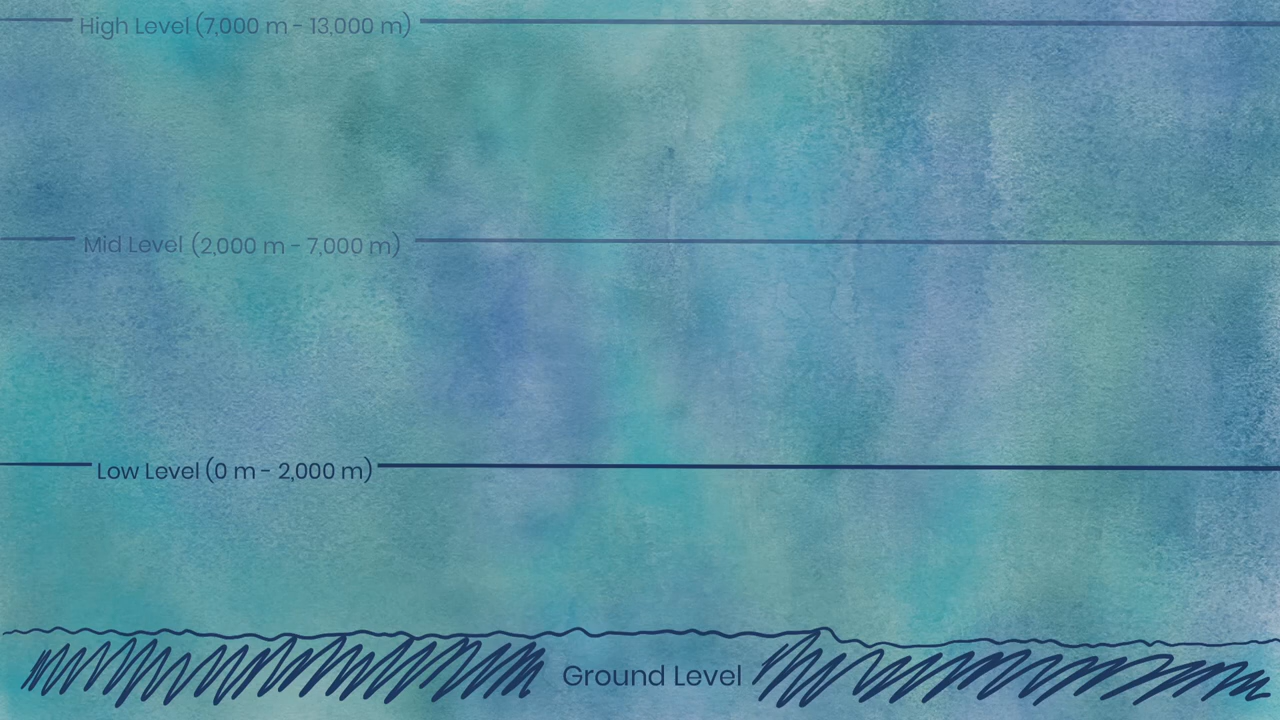 High Level (7,000 m - 13,000 m)
Mid Level (2,000 m - 7,000 m)
Low Level (0 m - 2,000 m)
Ground Level